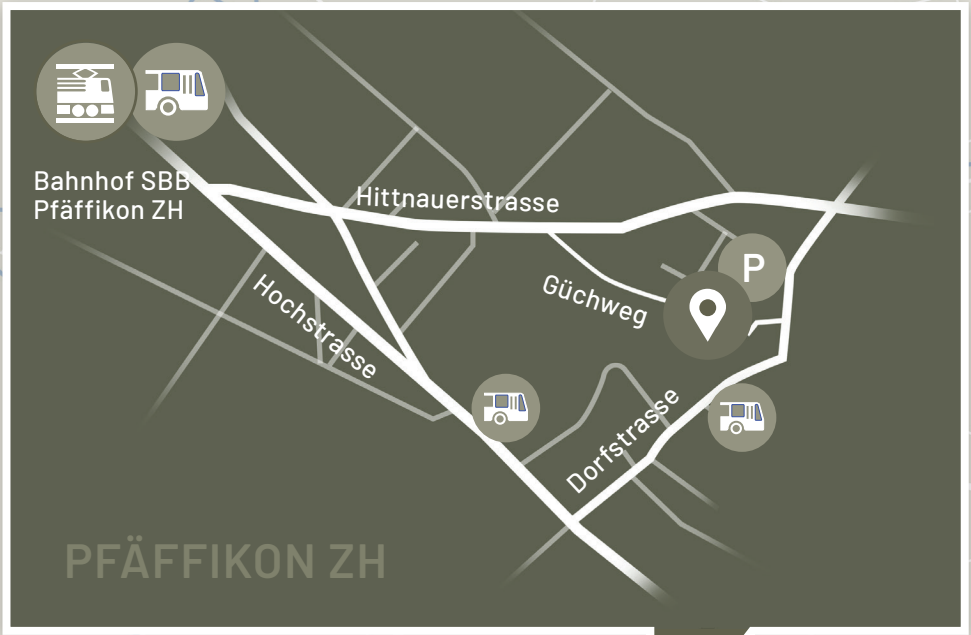 Bahnhof SBB
Pfäffikon ZH
Hittnauerstrasse
P
Güchweg
Hochstrasse
Dorfstrasse
PFÄFFIKON ZH